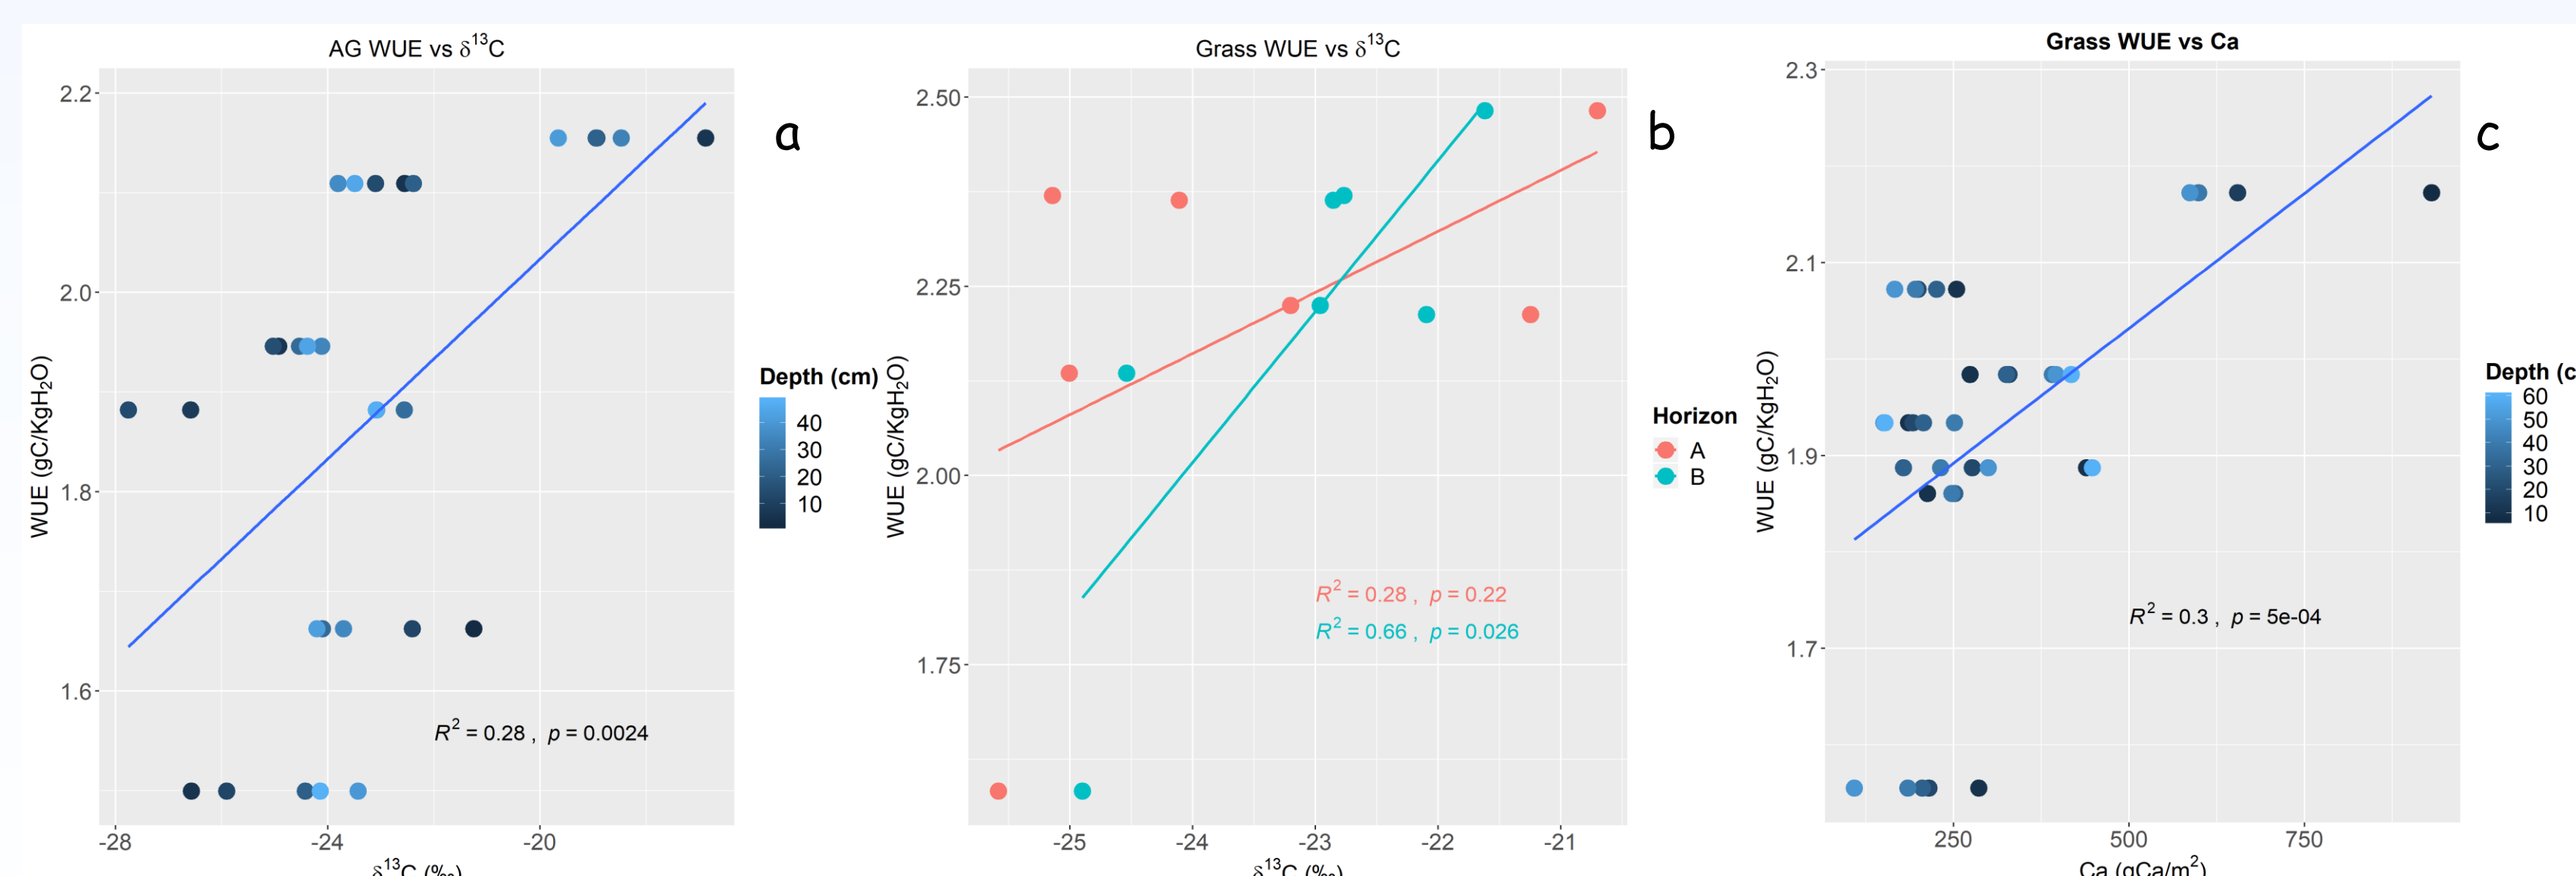 AG WUE vs δ¹³C
WUE (gC/KgH₂O)
2.2
2.0
1.8
1.6
-28
-24
-20
R² = 0.28 , p = 0.0024
a
Depth (cm)
40
30
20
10
Grass WUE vs δ¹³C
WUE (gC/KgH₂O)
2.50
2.25
2.00
1.75
-25
-24
-23
-22
-21
R² = 0.28 , p = 0.22
R² = 0.66 , p = 0.026
b
Horizon
A
B
Grass WUE vs Ca
WUE (gC/KgH₂O)
2.3
2.1
1.9
1.7
250
500
750
Ca (gCa/m²)
R² = 0.3 , p = 5e-04
c
Depth (c
60
50
40
30
20
10